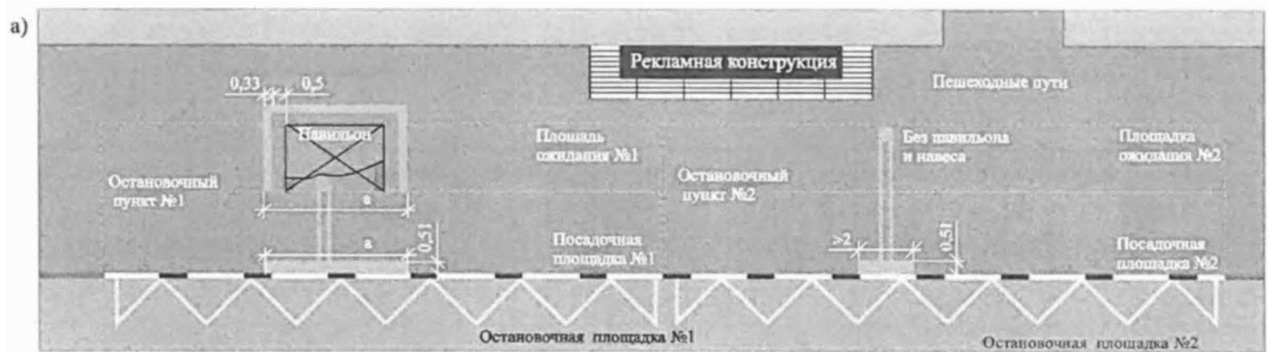 а)
Рекламная конструкция
Пешеходные пути
0,33
0,5
Павильон
Площадь
ожидания №1
Без павильона
и навеса
Площадка
ожидания №2
Остановочный
пункт №1
Остановочный
пункт №2
а
а
0,51
Посадочная
площадка №1
>2
0.51
Посадочная
площадка №2
Остановочная площадка №1
Остановочная площадка №2